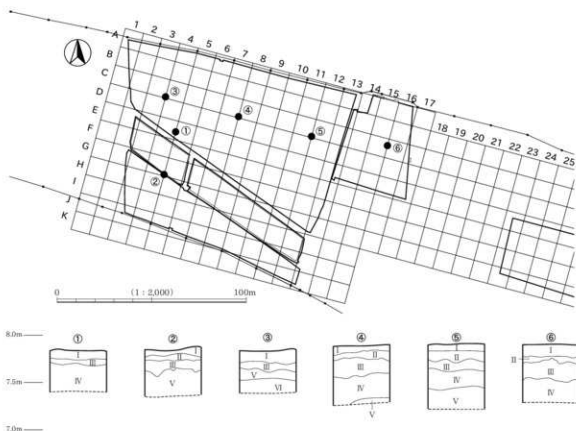 1 2 3 4 5 6 7 8 9 10 11 12 13 14 15 16 17 18 19 20 21 22 23 24 25
A
B
C
D
E
F
G
H
I
J
K
③
④
①
⑤
⑥
②
0 (1:2,000) 100m
① ② ③ ④ ⑤ ⑥
8.0m
7.5m
7.0m
I
III
IV
I
II
III
V
I
III
V
VI
I
II
III
IV
V
I
II
III
IV
V
I
II
III
IV